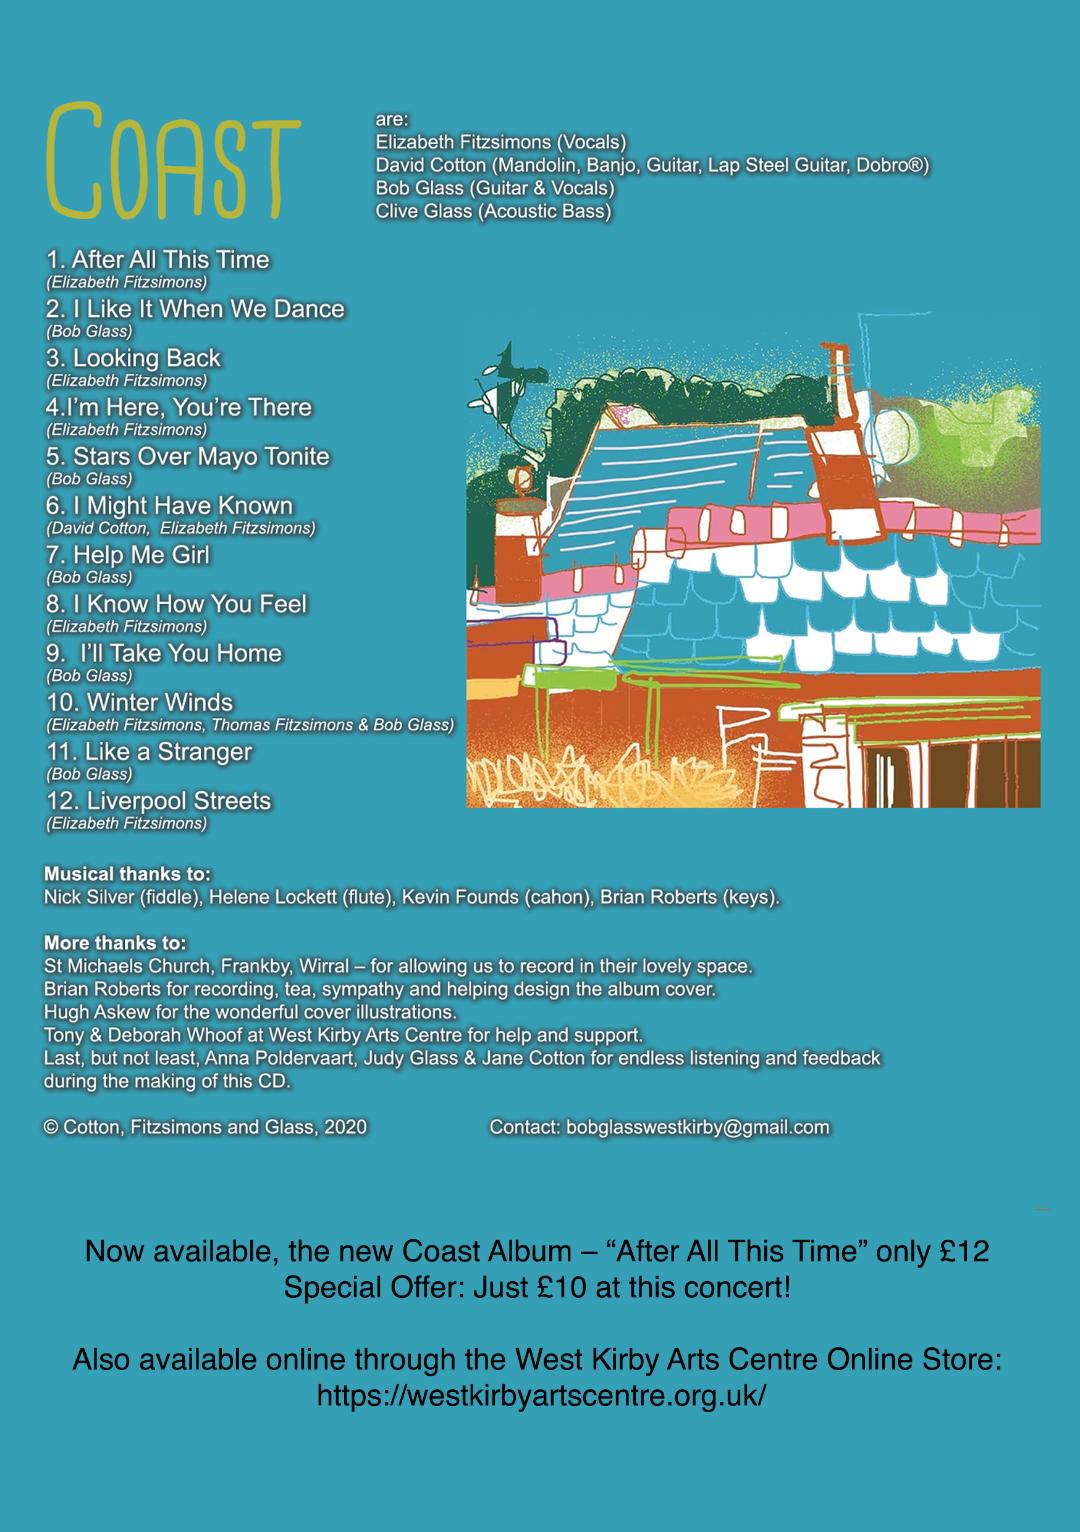 COAST
are:
Elizabeth Fitzsimons (Vocals)
David Cotton (Mandolin, Banjo, Guitar, Lap Steel Guitar, Dobro®)
Bob Glass (Guitar & Vocals)
Clive Glass (Acoustic Bass)
1. After All This Time
(Elizabeth Fitzsimons)
2. I Like It When We Dance
(Bob Glass)
3. Looking Back
(Elizabeth Fitzsimons)
4.I’m Here, You’re There
(Elizabeth Fitzsimons)
5. Stars Over Mayo Tonite
(Bob Glass)
6. I Might Have Known
(David Cotton, Elizabeth Fitzsimons)
7. Help Me Girl
(Bob Glass)
8. I Know How You Feel
(Elizabeth Fitzsimons)
9. I’ll Take You Home
(Bob Glass)
10. Winter Winds
(Elizabeth Fitzsimons, Thomas Fitzsimons & Bob Glass)
11. Like a Stranger
(Bob Glass)
12. Liverpool Streets
(Elizabeth Fitzsimons)
Musical thanks to:
Nick Silver (fiddle), Helene Lockett (flute), Kevin Founds (cahon), Brian Roberts (keys).
More thanks to:
St Michaels Church, Frankby, Wirral – for allowing us to record in their lovely space.
Brian Roberts for recording, tea, sympathy and helping design the album cover.
Hugh Askew for the wonderful cover illustrations.
Tony & Deborah Whoof at West Kirby Arts Centre for help and support.
Last, but not least, Anna Poldervaart, Judy Glass & Jane Cotton for endless listening and feedback
during the making of this CD.
© Cotton, Fitzsimons and Glass, 2020 Contact: bobglasswestkirby@gmail.com
Now available, the new Coast Album – “After All This Time” only £12
Special Offer: Just £10 at this concert!
Also available online through the West Kirby Arts Centre Online Store:
https://westkirbyartscentre.org.uk/